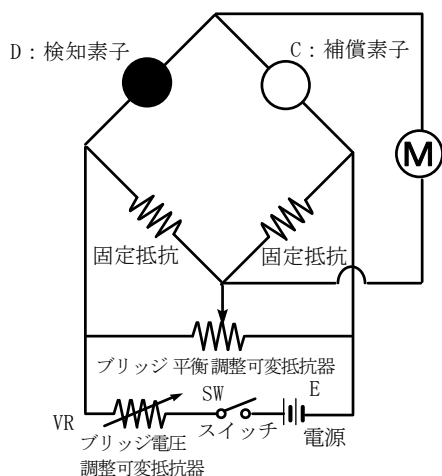 D：検知素子
C：補償素子
M
固定抵抗
固定抵抗
ブリッジ 平衡 調整可変抵抗器
SW
E
VR
スイッチ
電源
ブリッジ電圧
調整可変抵抗器